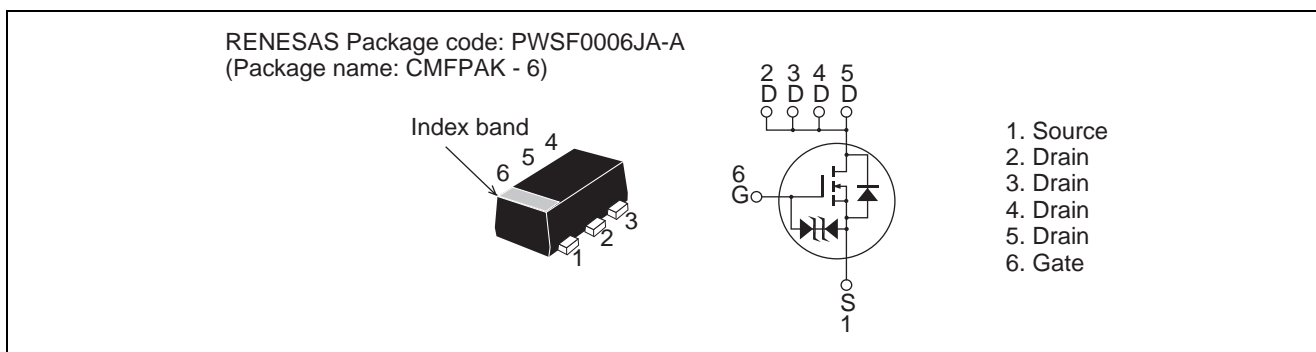 RENESAS Package code: PWSF0006JA-A
(Package name: CMFPAK - 6)
Index band
6
5
4
1
2
3
2 3 4 5
D D D D
6
G
S
1
1. Source
2. Drain
3. Drain
4. Drain
5. Drain
6. Gate